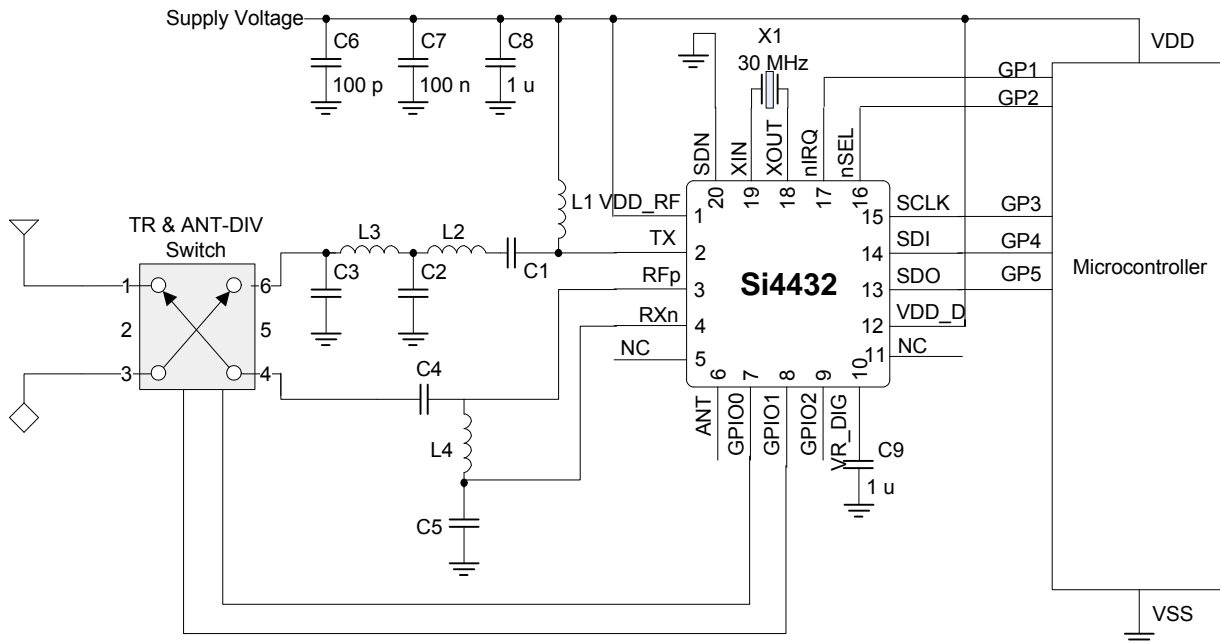 Supply Voltage
C6
100 p
C7
100 n
C8
1 u
X1
30 MHz
VDD
GP1
GP2
SDN
XIN
XOUT
nIRQ
nSEL
20
19
18
17
16
L1
VDD_RF
1
15
SCLK
GP3
TR & ANT-DIV
Switch
L3
L2
TX
2
14
SDI
GP4
C3
C2
C1
RFp
3
Si4432
13
SDO
GP5
Microcontroller
1
6
2
5
3
4
RXn
4
12
VDD_D
NC
5
11
NC
6
7
8
9
10
ANT
GPIO0
GPIO1
GPIO2
VR_DIG
C4
L4
C5
C9
1 u
VSS